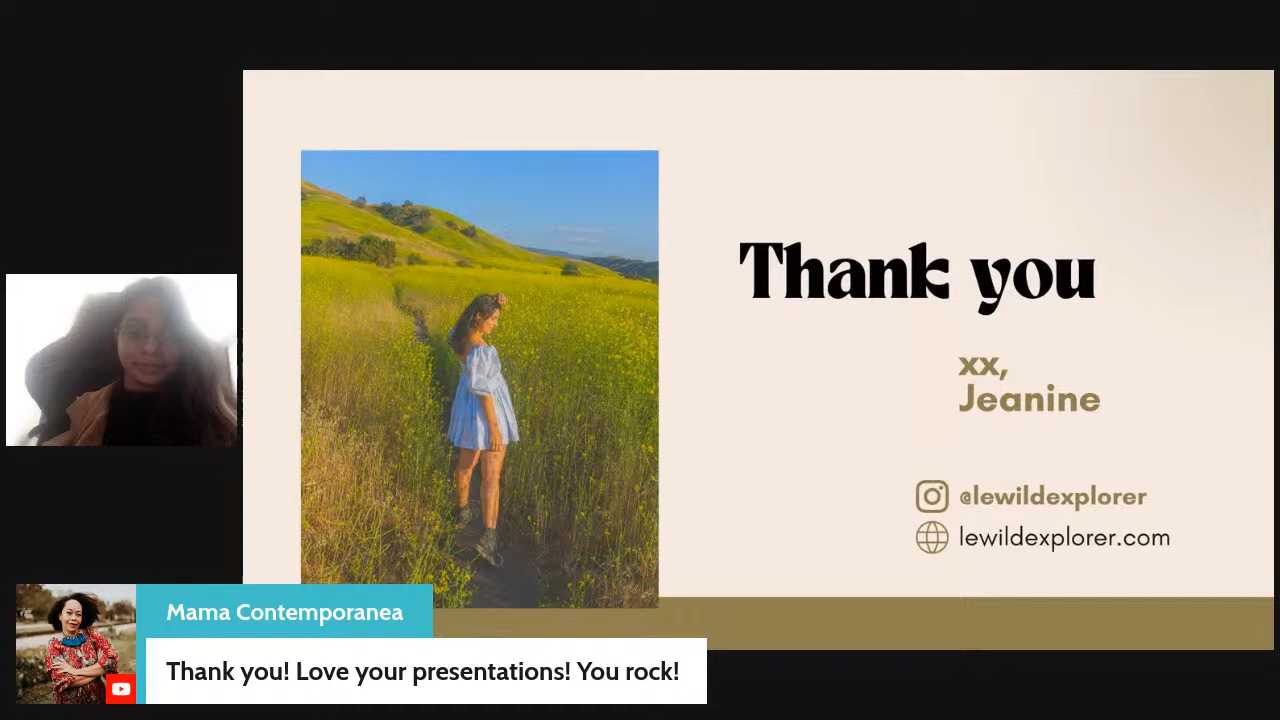 Thank you
xx,
Jeanine
@lewildexplorer
lewildexplorer.com
Mama Contemporanea
Thank you! Love your presentations! You rock!